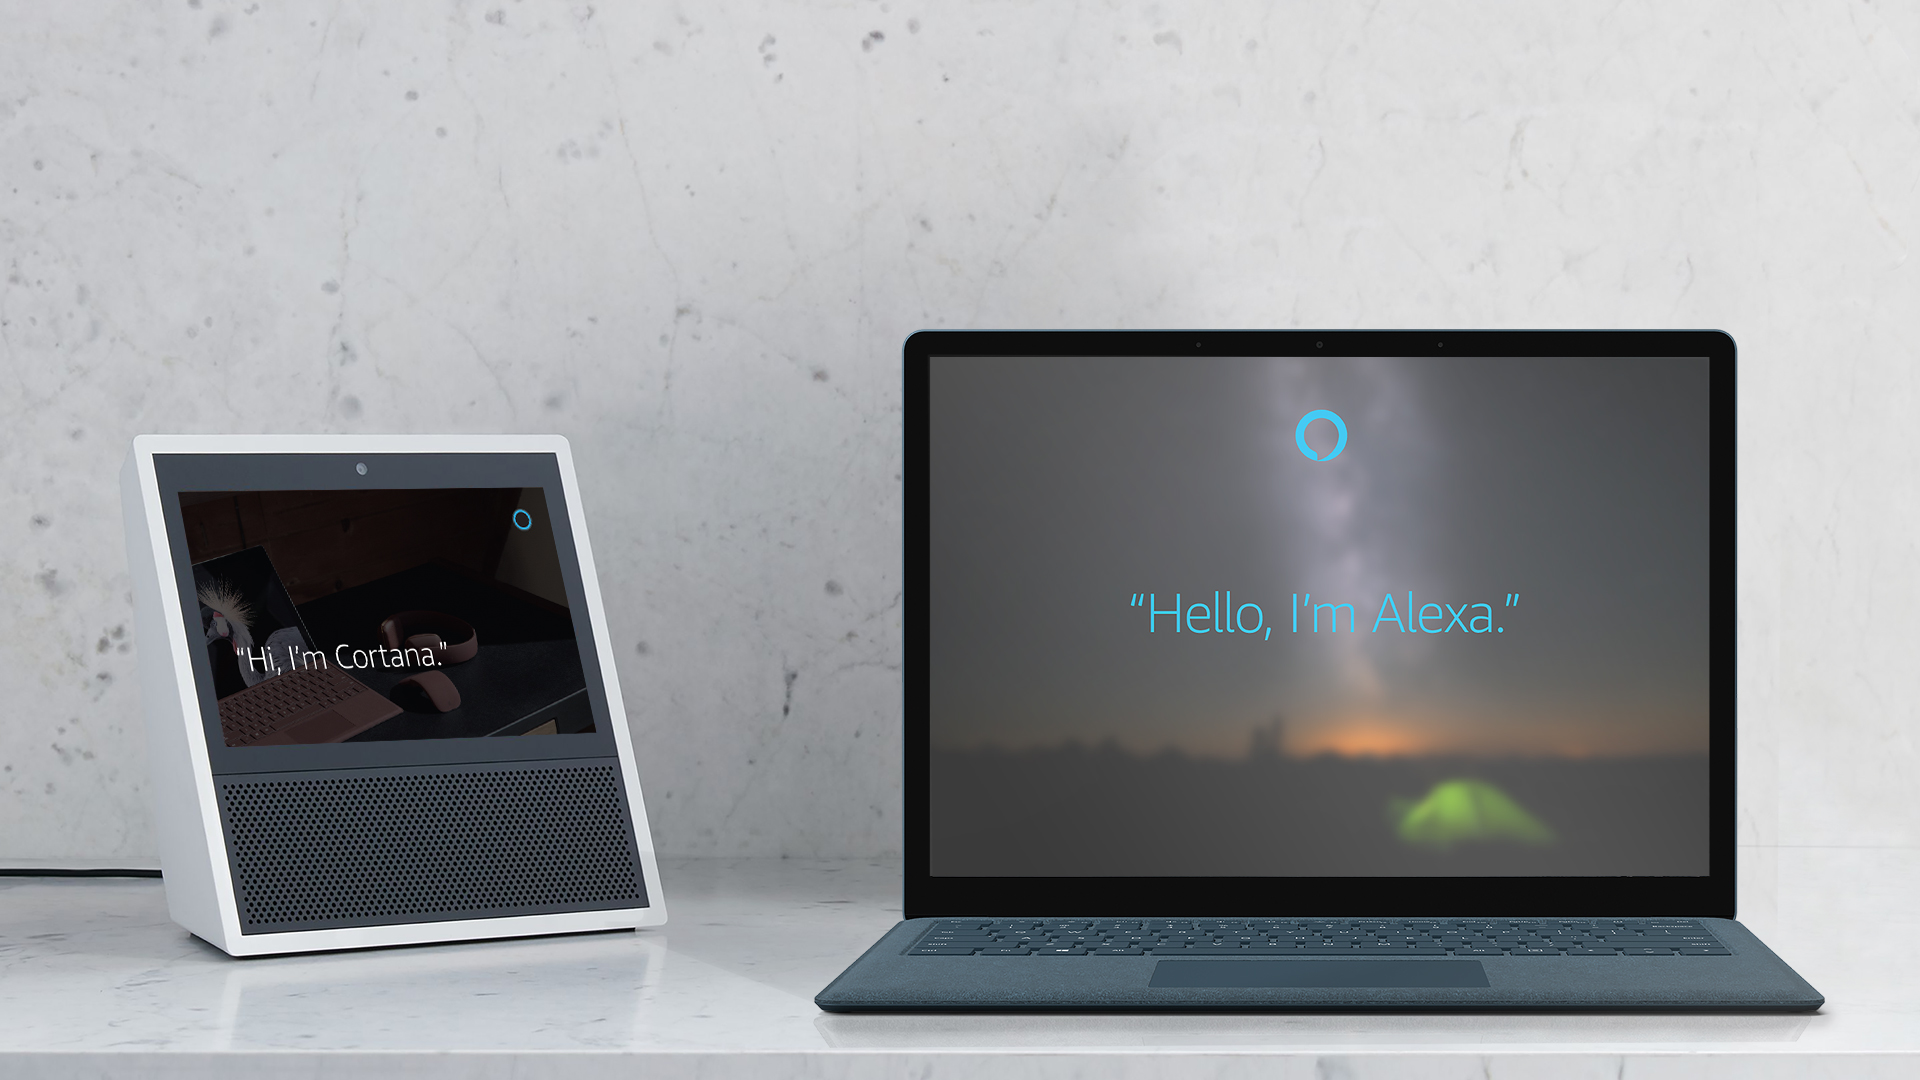 “Hi, I’m Cortana.”
“Hello, I’m Alexa.”